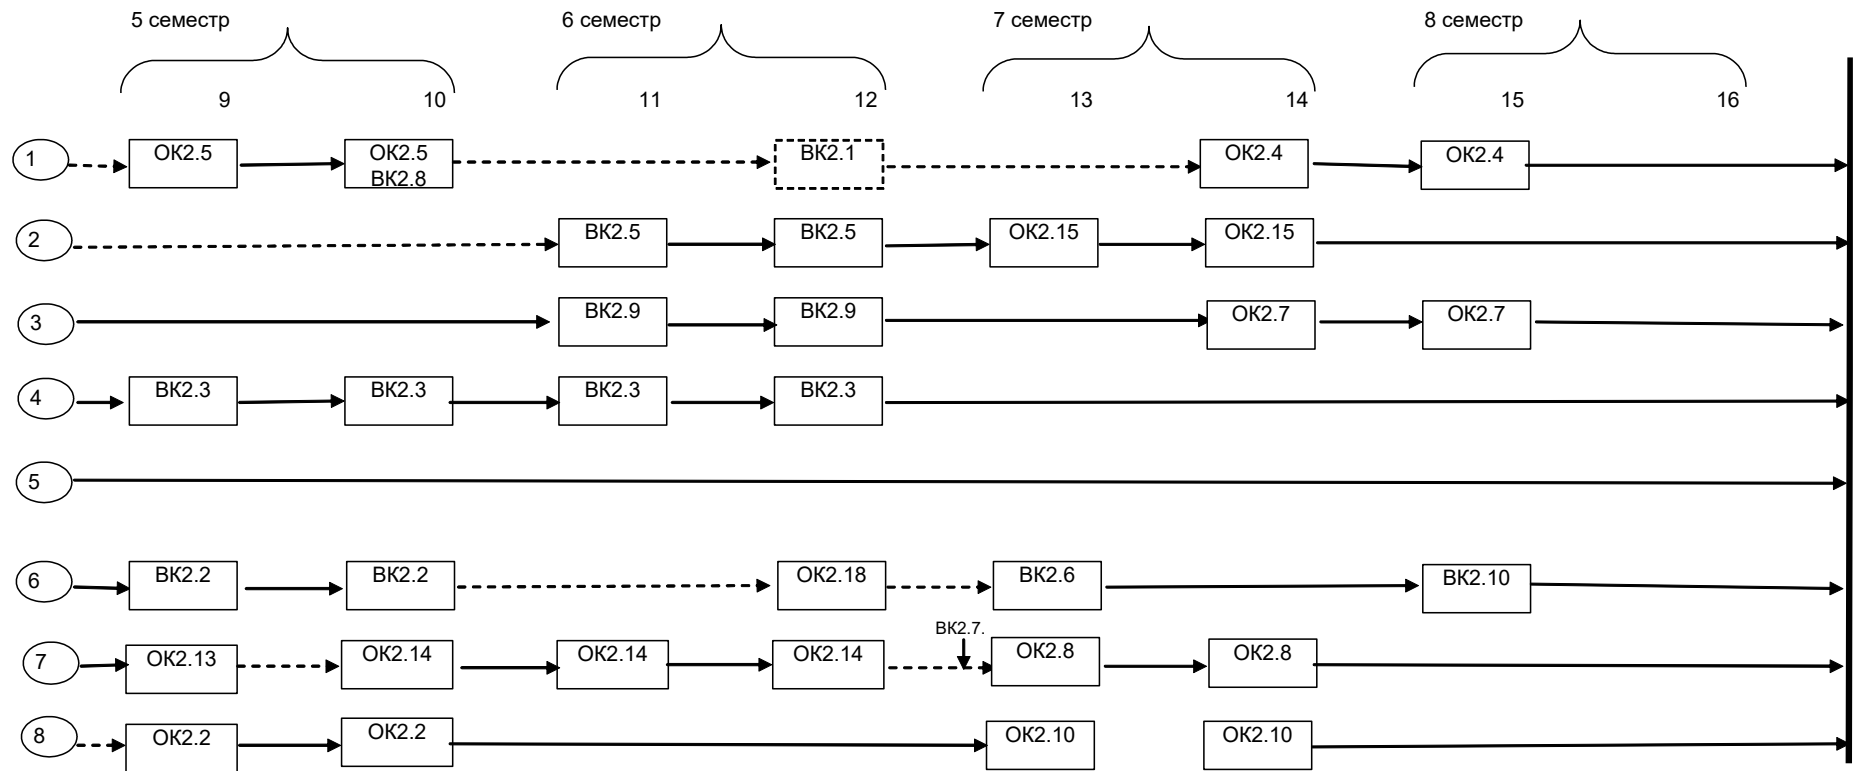 5 семестр
6 семестр
7 семестр
8 семестр
9
10
11
12
13
14
15
16
1
ОК2.5
ОК2.5
ВК2.8
ВК2.1
ОК2.4
ОК2.4
2
ВК2.5
ВК2.5
ОК2.15
ОК2.15
3
ВК2.9
ВК2.9
ОК2.7
ОК2.7
4
ВК2.3
ВК2.3
ВК2.3
ВК2.3
5
6
ВК2.2
ВК2.2
ОК2.18
ВК2.6
ВК2.10
ВК2.7.
7
ОК2.13
ОК2.14
ОК2.14
ОК2.14
ОК2.8
ОК2.8
8
ОК2.2
ОК2.2
ОК2.10
ОК2.10